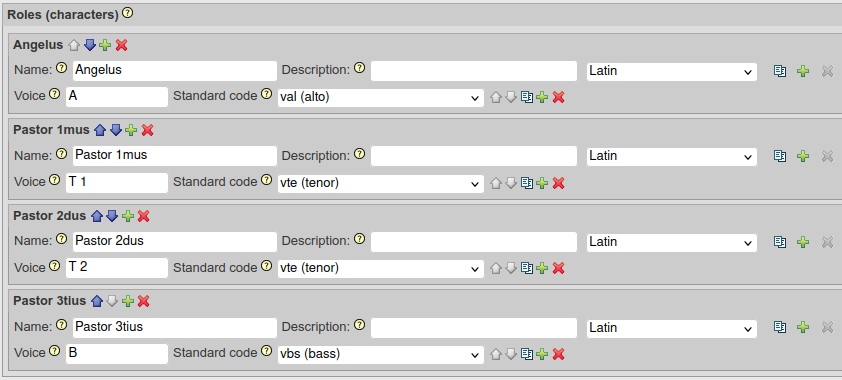 Roles (characters)
Angelus
Name: Angelus Description: Latin
Voice A Standard code val (alto)
Pastor 1mus
Name: Pastor 1mus Description: Latin
Voice T 1 Standard code vte (tenor)
Pastor 2dus
Name: Pastor 2dus Description: Latin
Voice T 2 Standard code vte (tenor)
Pastor 3tius
Name: Pastor 3tius Description: Latin
Voice B Standard code vbs (bass)